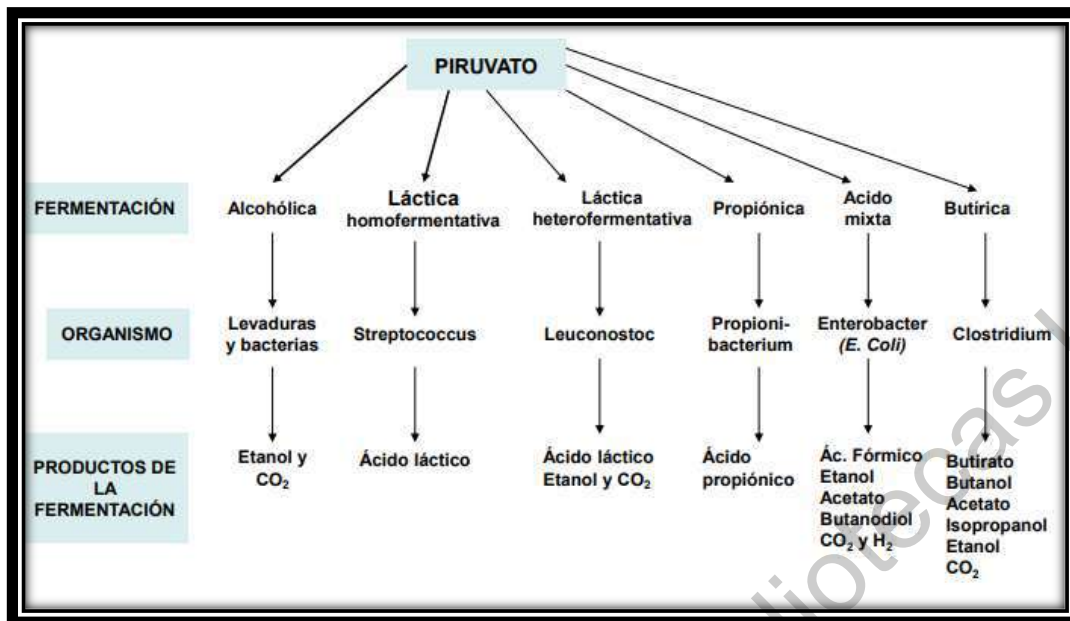 PIRUVATO
FERMENTACIÓN
Alcohólica
Láctica
homofermentativa
Láctica
heterofermentativa
Propiónica
Acido
mixta
Butirica
ORGANISMO
Levaduras
y bacterias
Streptococcus
Leuconostoc
Propioni-
bacterium
Enterobacter
(E. Coli)
Clostridium
PRODUCTOS DE
LA
FERMENTACIÓN
Etanol y
CO2
Ácido láctico
Ácido láctico
Etanol y CO2
Ácido
propiónico
Ác. Fórmico
Etanol
Acetato
Butanodiol
CO2 y H2
Butirato
Butanol
Acetato
Isopropanol
Etanol
CO2